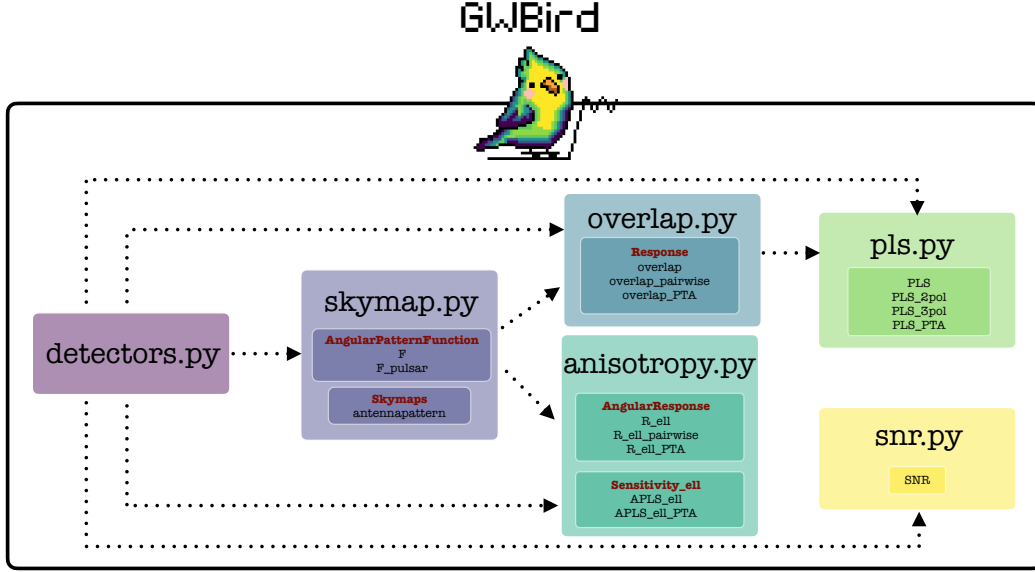 GWBird
detectors.py
skymap.py
AngularPatternFunction
F
F_pulsar
Skymaps
antennapattern
overlap.py
Response
overlap
overlap_pairwise
overlap_PTA
anisotropy.py
AngularResponse
R_ell
R_ell_pairwise
R_ell_PTA
Sensitivity_ell
APLS_ell
APLS_ell_PTA
pls.py
PLS
PLS_2pol
PLS_3pol
PLS_PTA
snr.py
SNR